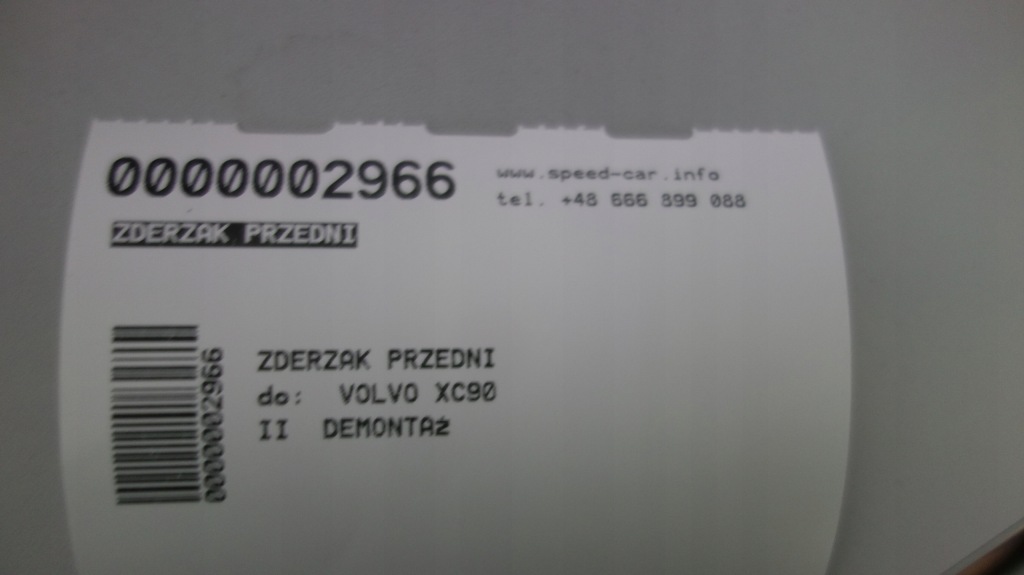 0000002966
www.speed-car.info
tel. +48 666 899 088
ZDERZAK PRZEDNI
0000002966
ZDERZAK PRZEDNI
do: VOLVO XC90
II DEMONTAż